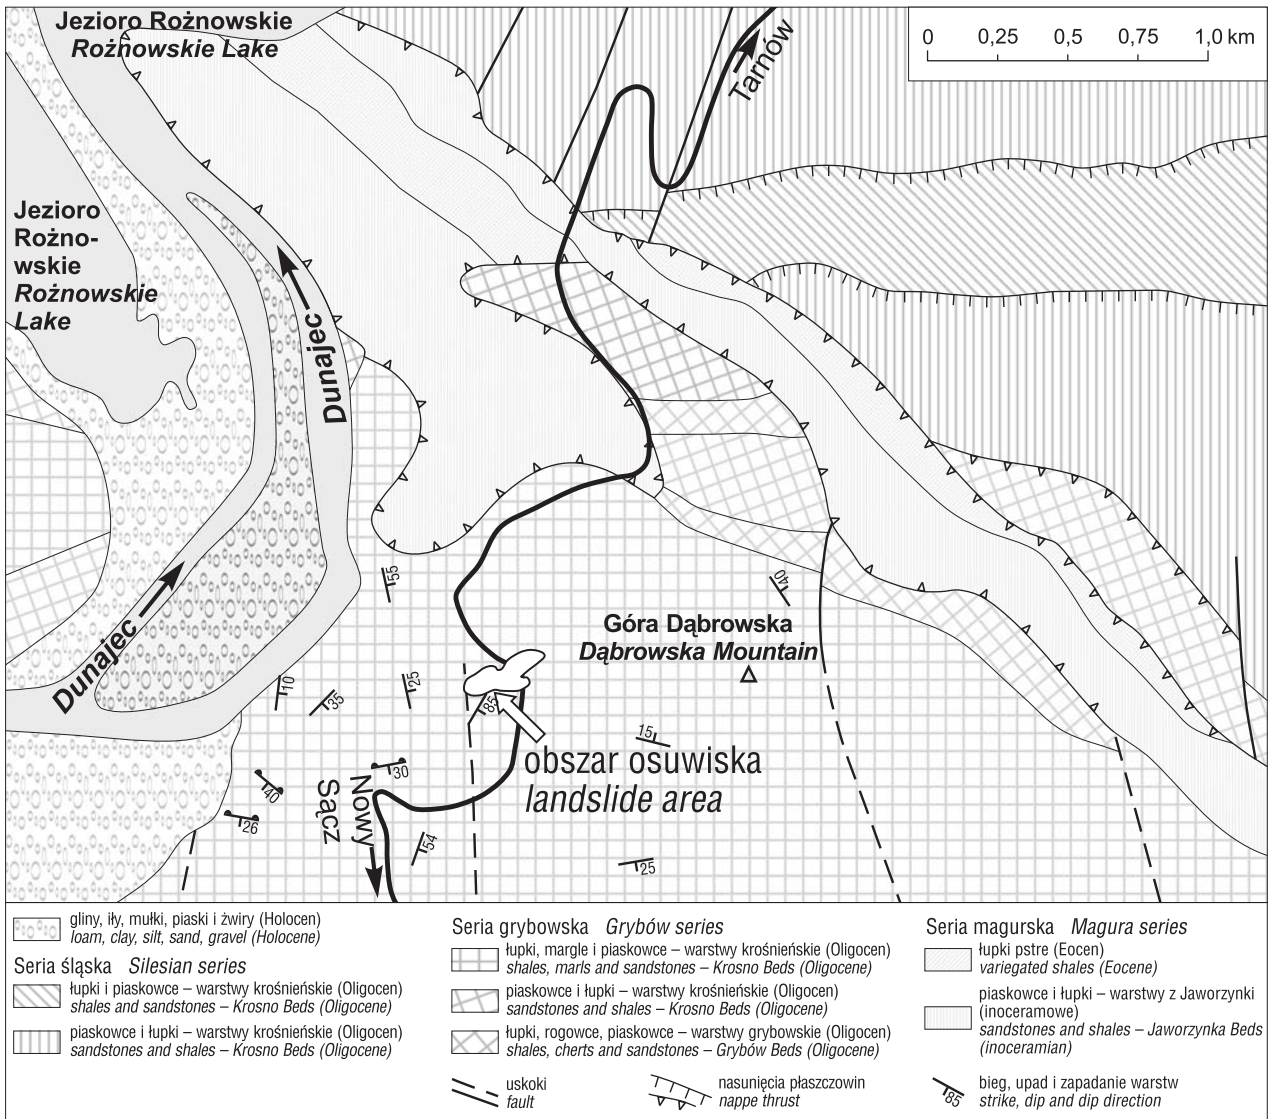 Jezioro Rożnowskie
Rożnowskie Lake
Tarnów
0 0,25 0,5 0,75 1,0 km
Jezioro
Rożno-
wskie
Rożnowskie
Lake
Dunajec
Dunajec
55
40
Góra Dąbrowska
Dąbrowska Mountain
10
35
25
85
15
obszar osuwiska
landslide area
30
40
26
Nowy
Sącz
54
25
gliny, iły, mułki, piaski i żwiry (Holocen)
loam, clay, silt, sand, gravel (Holocene)
Seria śląska Silesian series
łupki i piaskowce – warstwy krośnieńskie (Oligocen)
shales and sandstones – Krosno Beds (Oligocene)
piaskowce i łupki – warstwy krośnieńskie (Oligocen)
sandstones and shales – Krosno Beds (Oligocene)
Seria grybowska Grybów series
łupki, margle i piaskowce – warstwy krośnieńskie (Oligocen)
shales, marls and sandstones – Krosno Beds (Oligocene)
piaskowce i łupki – warstwy krośnieńskie (Oligocen)
sandstones and shales – Krosno Beds (Oligocene)
łupki, rogowce, piaskowce – warstwy grybowskie (Oligocen)
shales, cherts and sandstones – Grybów Beds (Oligocene)
uskoki
fault
nasunięcia płaszczowin
nappe thrust
Seria magurska Magura series
łupki pstre (Eocen)
variegated shales (Eocene)
piaskowce i łupki – warstwy z Jaworzynki
(inoceramowe)
sandstones and shales – Jaworzynka Beds
(inoceramian)
85
bieg, upad i zapadanie warstw
strike, dip and dip direction